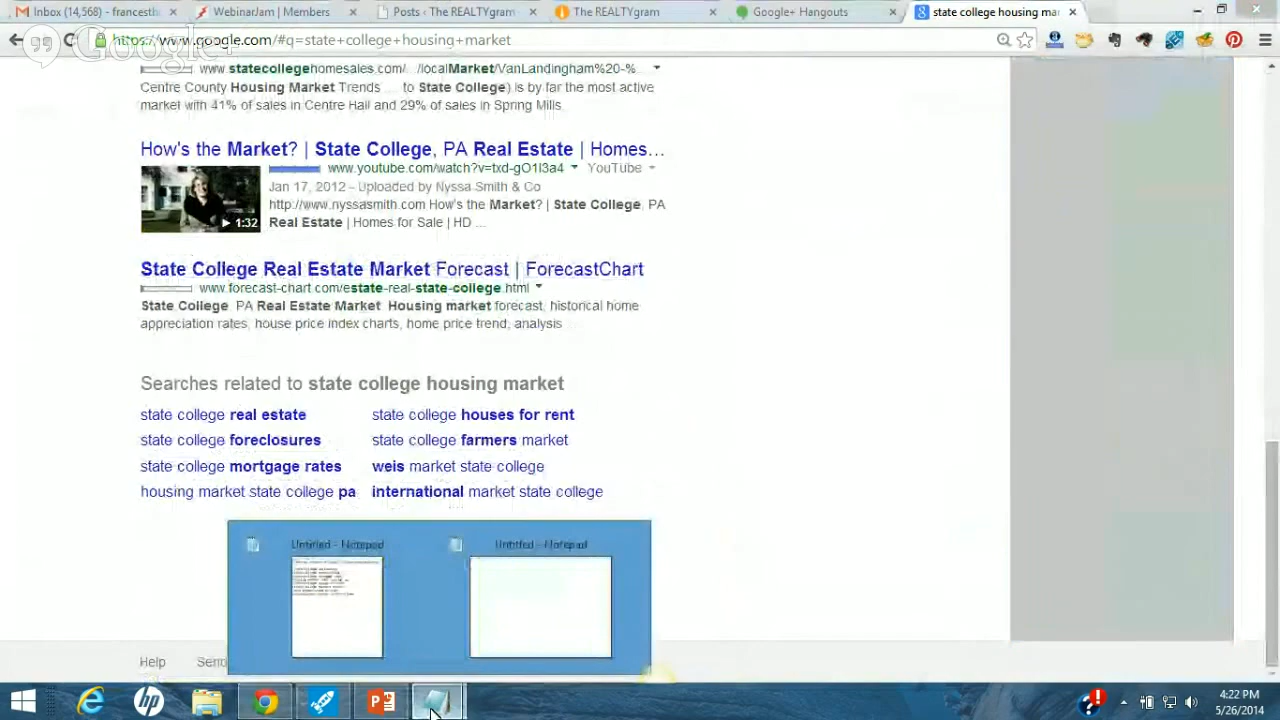 Inbox (14,568) - francesth
WebinarJam | Members
Posts ‹ The REALTYgram
The REALTYgram
Google+ Hangouts
state college housing mar
https://www.google.com/#q=state+college+housing+market
Google+
www.statecollegehomesales.com/.../localMarket/VanLandingham%20-%
Centre County Housing Market Trends ... to State College) is by far the most active
market with 41% of sales in Centre Hall and 29% of sales in Spring Mills.
How's the Market? | State College, PA Real Estate | Homes...
www.youtube.com/watch?v=txd-gO1I3a4 YouTube
Jan 17, 2012 - Uploaded by Nyssa Smith & Co
http://www.nyssasmith.com How's the Market? | State College, PA
Real Estate | Homes for Sale | HD ...
1:32
State College Real Estate Market Forecast | ForecastChart
www.forecast-chart.com/estate-real-state-college.html
State College PA Real Estate Market Housing market forecast, historical home
appreciation rates, house price index charts, home price trend, analysis
Searches related to state college housing market
state college real estate
state college houses for rent
state college foreclosures
state college farmers market
state college mortgage rates
weis market state college
housing market state college pa
international market state college
Untitled - Notepad
Untitled - Notepad
Help
Send
4:22 PM
5/26/2014